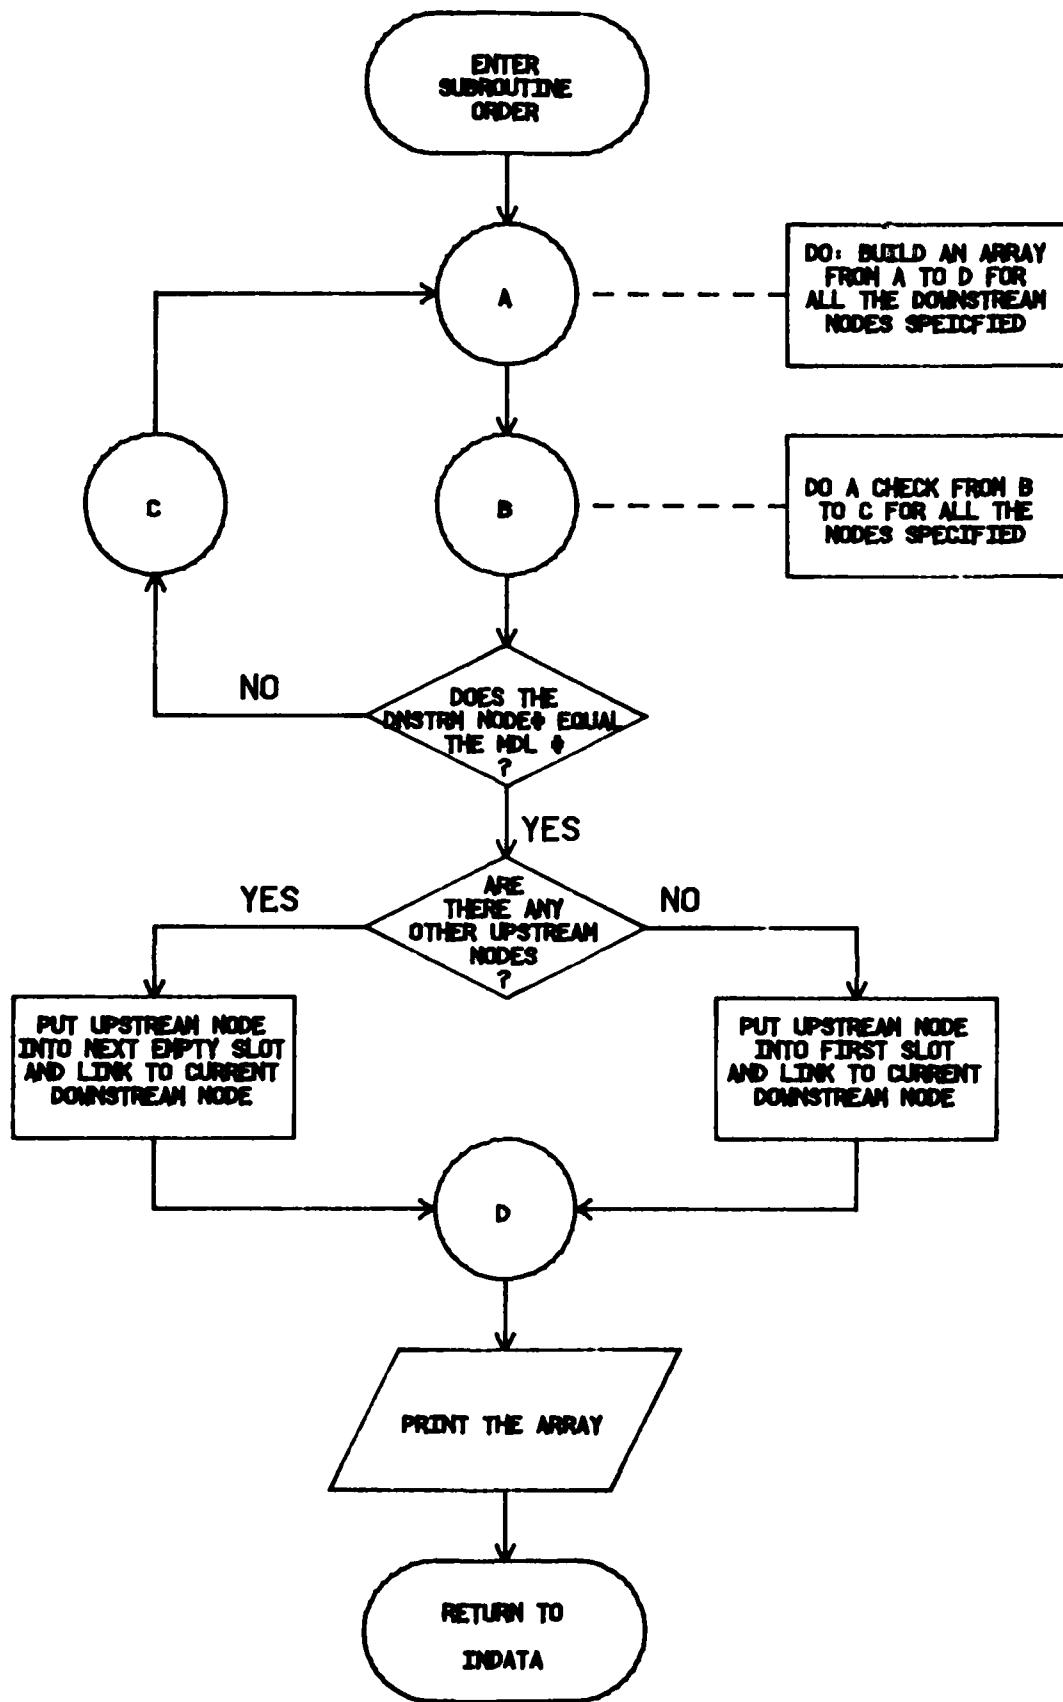 ENTER
SUBROUTINE
ORDER
A
DO: BUILD AN ARRAY
FROM A TO D FOR
ALL THE DOWNSTREAM
NODES SPEICFIED
C
B
DO A CHECK FROM B
TO C FOR ALL THE
NODES SPECIFIED
NO
DOES THE
DNSTRM NODE# EQUAL
THE MDL #
?
YES
YES
ARE
THERE ANY
OTHER UPSTREAM
NODES
?
NO
PUT UPSTREAM NODE
INTO NEXT EMPTY SLOT
AND LINK TO CURRENT
DOWNSTREAM NODE
PUT UPSTREAM NODE
INTO FIRST SLOT
AND LINK TO CURRENT
DOWNSTREAM NODE
D
PRINT THE ARRAY
RETURN TO
INDATA